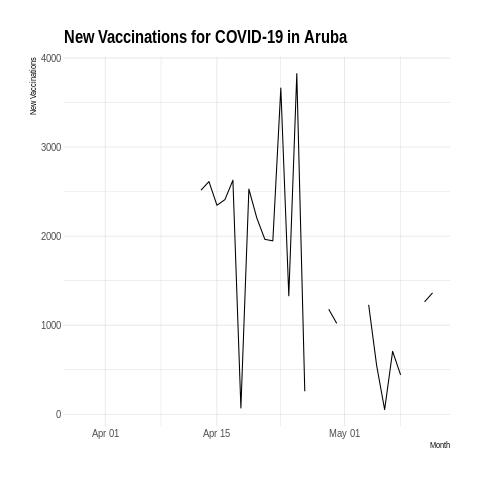 New Vaccinations for COVID-19 in Aruba
New Vaccinations
4000
3000
2000
1000
0
Apr 01
Apr 15
May 01
Month